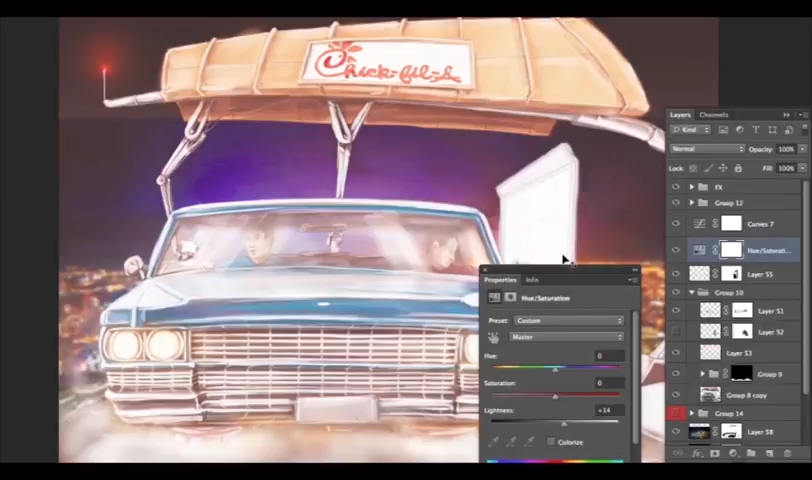 Chick-fil-A
Layers Channels
Kind
Normal Opacity: 100%
Lock: Fill: 100%
FX
Group 12
Curves 7
Hue/Saturati...
Layer 55
Group 10
Layer 51
Layer 52
Layer 53
Group 9
Group 8 copy
Group 14
Layer 58
Properties Info
Hue/Saturation
Preset: Custom
Master
Hue: 0
Saturation: 0
Lightness: +14
Colorize